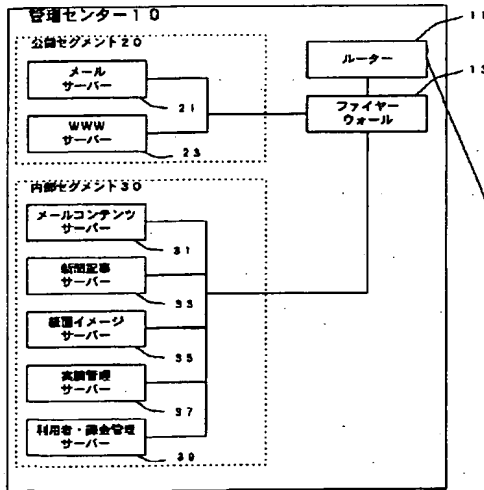 管理センター10
公開セグメント20
メール
サーバー
21
WWW
サーバー
23
ルーター
11
ファイヤー
ウォール
13
内部セグメント30
メールコンテンツ
サーバー
31
新聞記事
サーバー
33
紙面イメージ
サーバー
35
サーバー
37
利用者・課金管理
サーバー
39